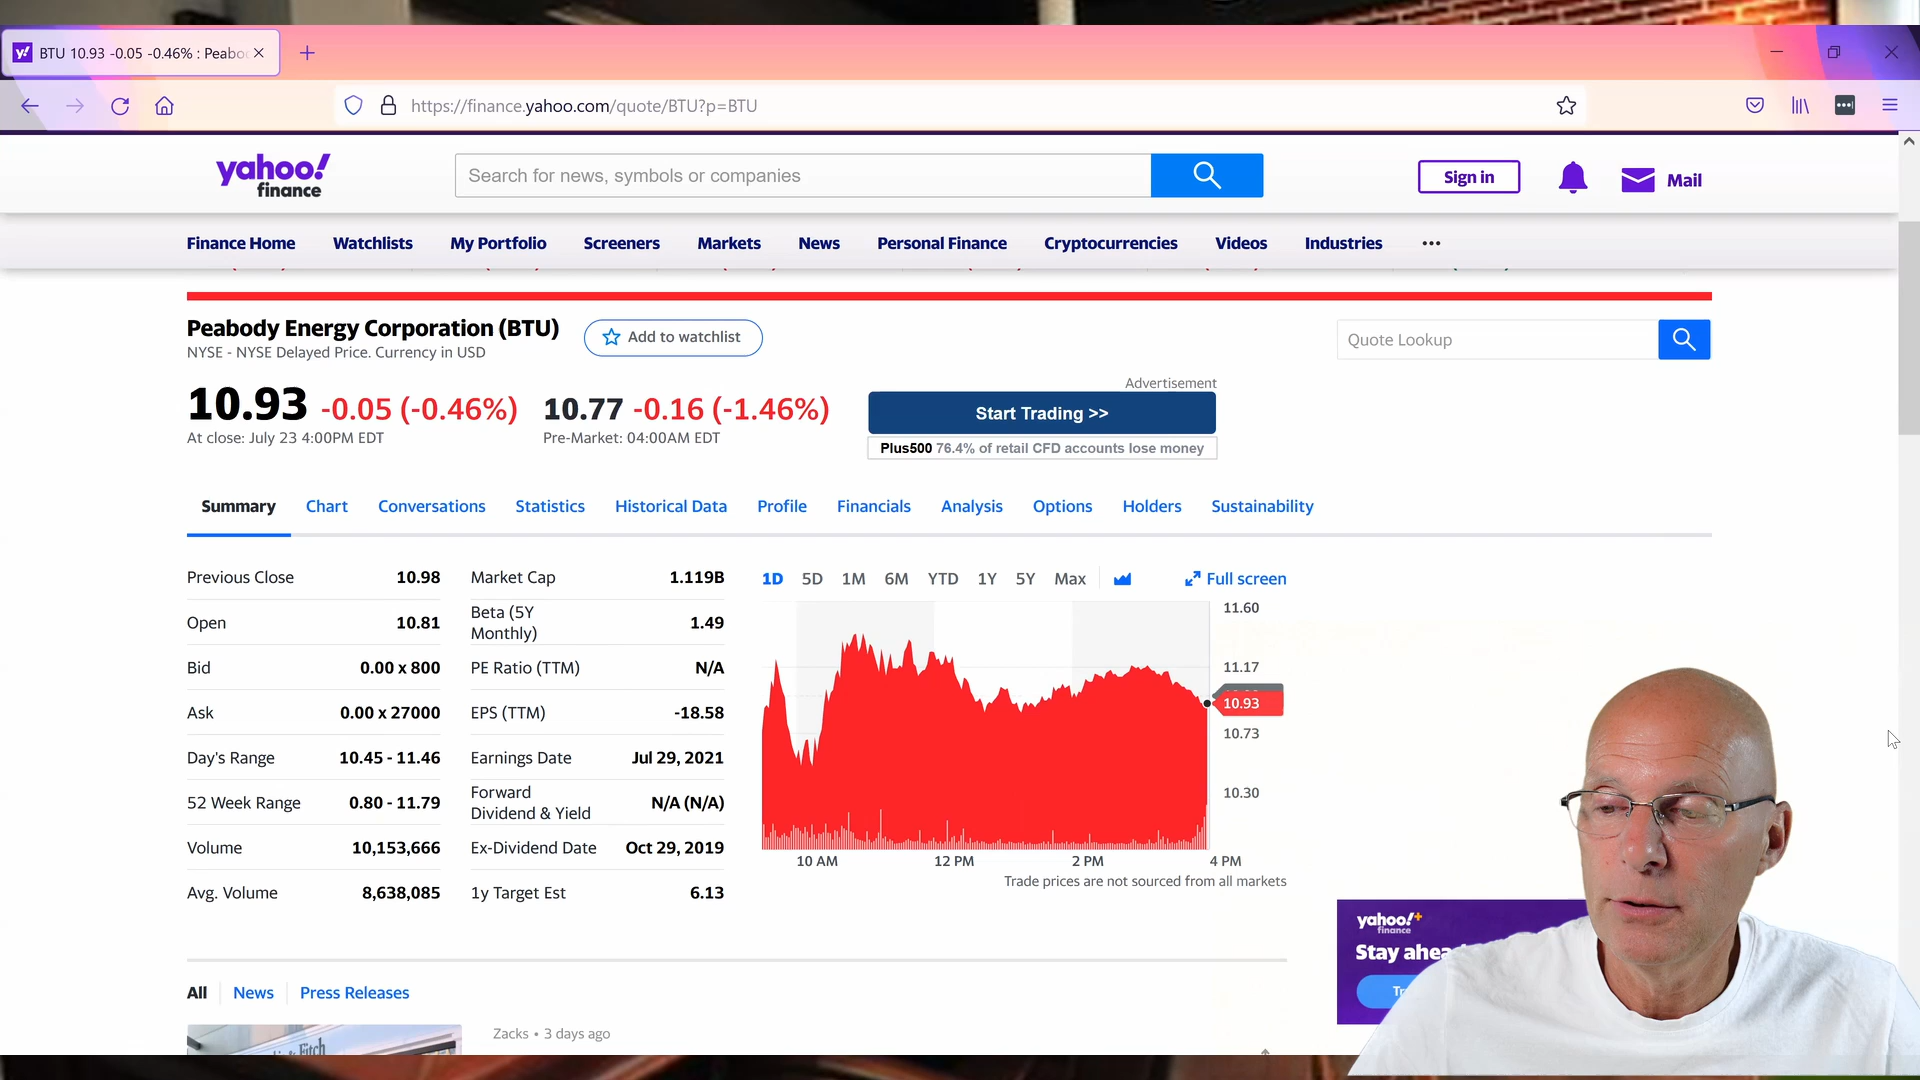 BTU 10.93 -0.05 -0.46% : Peabo
https://finance.yahoo.com/quote/BTU?p=BTU
yahoo!
finance
Search for news, symbols or companies
Sign in
Mail
Finance Home Watchlists My Portfolio Screeners Markets News Personal Finance Cryptocurrencies Videos Industries ...
Peabody Energy Corporation (BTU)
Add to watchlist
NYSE - NYSE Delayed Price. Currency in USD
Quote Lookup
10.93 -0.05 (-0.46%) 10.77 -0.16 (-1.46%)
At close: July 23 4:00PM EDT Pre-Market: 04:00AM EDT
Advertisement
Start Trading >>
Plus500 76.4% of retail CFD accounts lose money
Summary Chart Conversations Statistics Historical Data Profile Financials Analysis Options Holders Sustainability
Previous Close 10.98
Open 10.81
Bid 0.00 x 800
Ask 0.00 x 27000
Day's Range 10.45 - 11.46
52 Week Range 0.80 - 11.79
Volume 10,153,666
Avg. Volume 8,638,085
Market Cap 1.119B
Beta (5Y
Monthly) 1.49
PE Ratio (TTM) N/A
EPS (TTM) -18.58
Earnings Date Jul 29, 2021
Forward
Dividend & Yield N/A (N/A)
Ex-Dividend Date Oct 29, 2019
1y Target Est 6.13
1D 5D 1M 6M YTD 1Y 5Y Max Full screen
11.60
11.17
10.93
10.73
10.30
10 AM 12 PM 2 PM 4 PM
Trade prices are not sourced from all markets
yahoo!+
finance
Stay ahea
All News Press Releases
Zacks • 3 days ago
Fitch